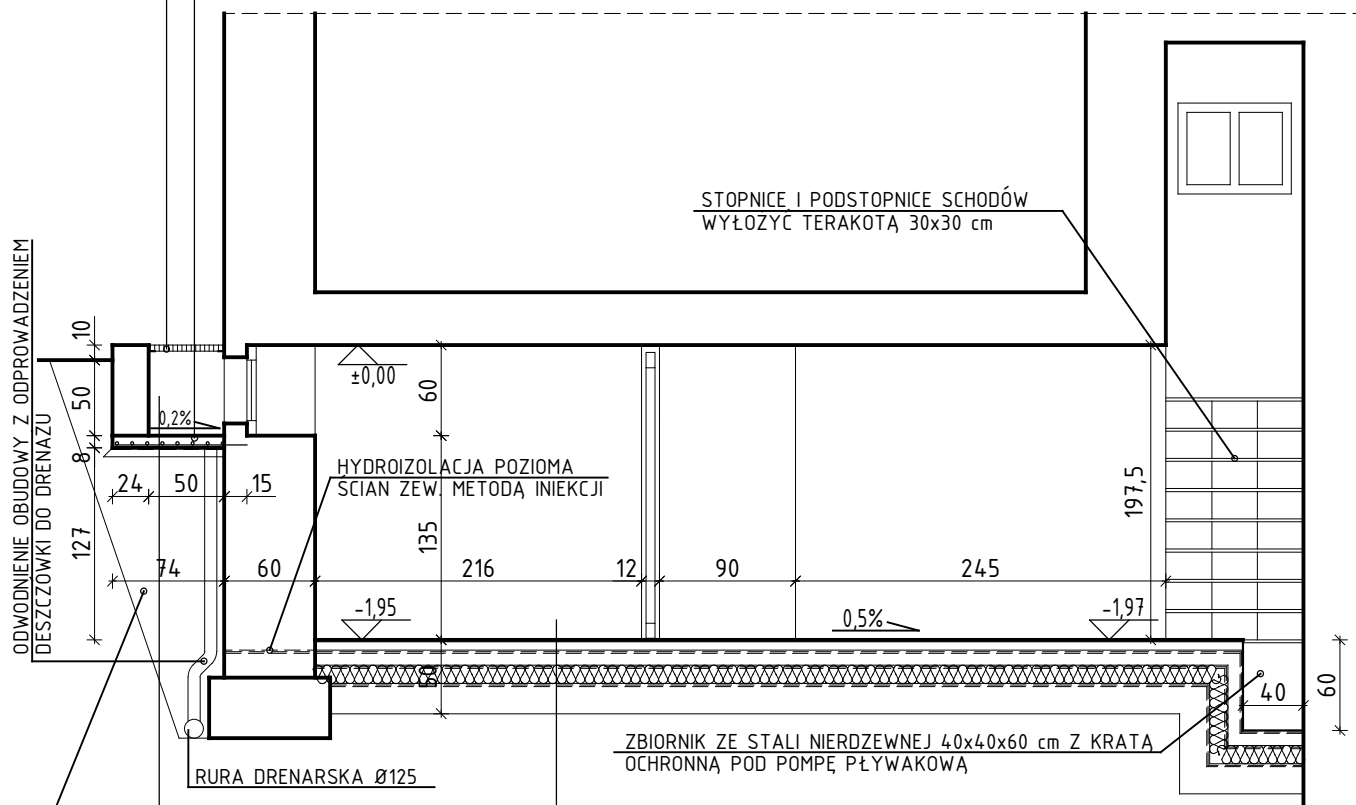 STOPNICE I PODSTOPNICE SCHODÓW
WYŁOŻYĆ TERAKOTĄ 30x30 cm
ODWODNIENIE OBUDOWY Z ODPROWADZENIEM
DESZCZÓWKI DO DRENAŻU
10
50
8
127
±0,00
60
0,2%
HYDROIZOLACJA POZIOMA
ŚCIAN ZEW. METODĄ INIEKCJI
24
50
15
197,5
135
74
60
216
12
90
245
-1,95
0,5%
-1,97
50
40
60
ZBIORNIK ZE STALI NIERDZEWNEJ 40x40x60 cm Z KRATĄ
OCHRONNĄ POD POMPĘ PŁYWAKOWĄ
RURA DRENARSKA Ø125